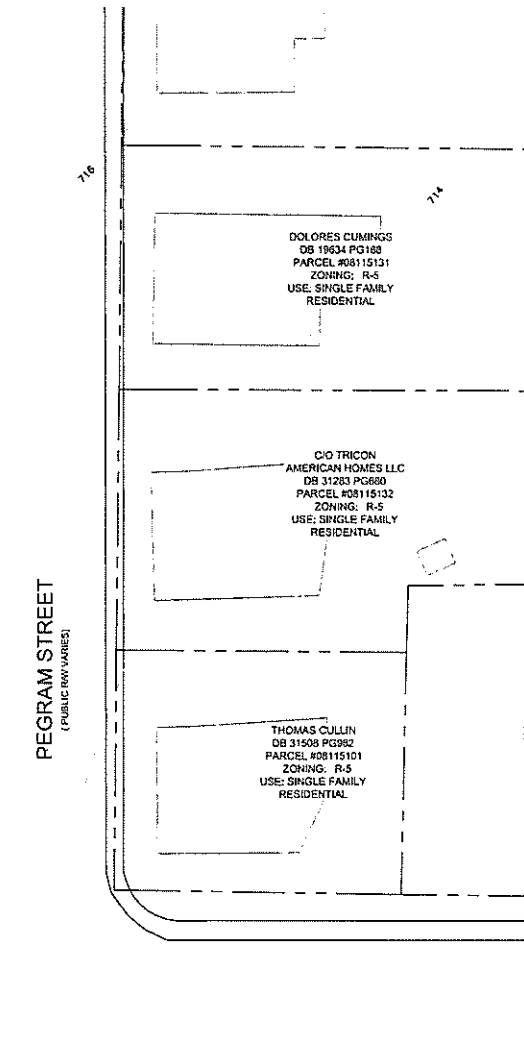 716
714
DOLORES CUMINGS
DB 19634 PG168
PARCEL #08115131
ZONING: R-5
USE: SINGLE FAMILY
RESIDENTIAL
C/O TRICON
AMERICAN HOMES LLC
DB 31283 PG680
PARCEL #08115132
ZONING: R-5
USE: SINGLE FAMILY
RESIDENTIAL
PEGRAM STREET
(PUBLIC R/W VARIES)
THOMAS CULLIN
DB 31508 PG982
PARCEL #08115101
ZONING: R-5
USE: SINGLE FAMILY
RESIDENTIAL